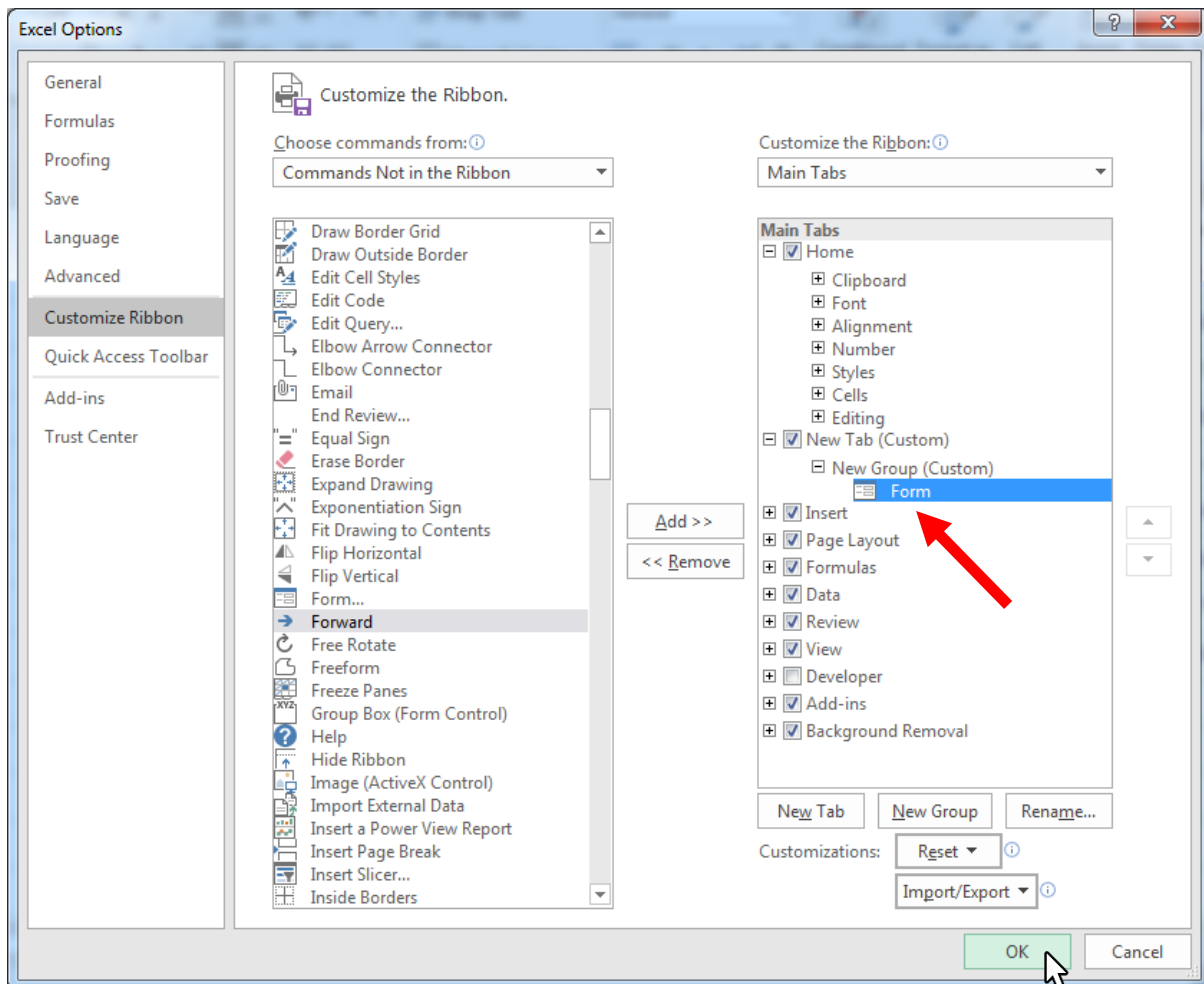 Excel Options
?
X
General
Formulas
Proofing
Save
Language
Advanced
Customize Ribbon
Quick Access Toolbar
Add-ins
Trust Center
Customize the Ribbon.
Choose commands from:
Commands Not in the Ribbon
Draw Border Grid
Draw Outside Border
Edit Cell Styles
Edit Code
Edit Query...
Elbow Arrow Connector
Elbow Connector
Email
End Review...
Equal Sign
Erase Border
Expand Drawing
Exponentiation Sign
Fit Drawing to Contents
Flip Horizontal
Flip Vertical
Form...
Forward
Free Rotate
Freeform
Freeze Panes
Group Box (Form Control)
Help
Hide Ribbon
Image (ActiveX Control)
Import External Data
Insert a Power View Report
Insert Page Break
Insert Slicer...
Inside Borders
Add >>
<< Remove
Customize the Ribbon:
Main Tabs
Main Tabs
Home
Clipboard
Font
Alignment
Number
Styles
Cells
Editing
New Tab (Custom)
New Group (Custom)
Form
Insert
Page Layout
Formulas
Data
Review
View
Developer
Add-ins
Background Removal
New Tab
New Group
Rename...
Customizations:
Reset
Import/Export
OK
Cancel